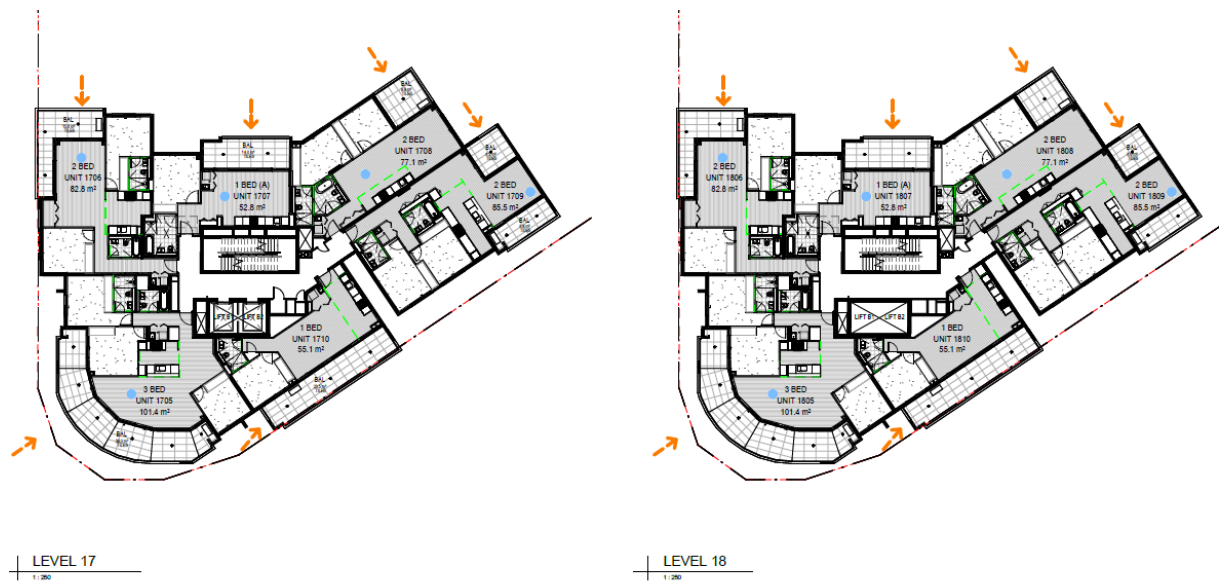 BAL
2 BED
UNIT 1706
82.8 m²
BAL
1 BED (A)
UNIT 1707
52.8 m²
BAL
2 BED
UNIT 1708
77.1 m²
BAL
2 BED
UNIT 1709
85.5 m²
BAL
LIFT B1
LIFT B2
1 BED
UNIT 1710
55.1 m²
BAL
3 BED
UNIT 1705
101.4 m²
BAL
LEVEL 17
1 : 250
2 BED
UNIT 1806
82.8 m²
1 BED (A)
UNIT 1807
52.8 m²
2 BED
UNIT 1808
77.1 m²
BAL
2 BED
UNIT 1809
85.5 m²
LIFT B1
LIFT B2
1 BED
UNIT 1810
55.1 m²
3 BED
UNIT 1805
101.4 m²
LEVEL 18
1 : 250